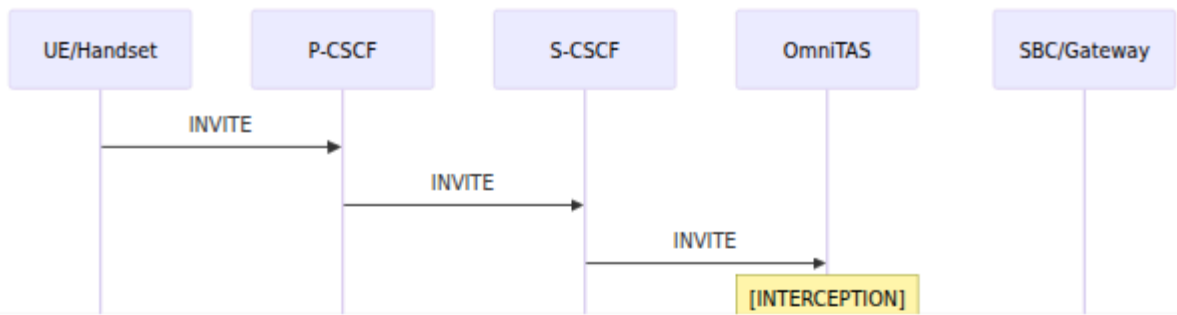 UE/Handset
P-CSCF
S-CSCF
OmniTAS
SBC/Gateway
INVITE
INVITE
INVITE
[INTERCEPTION]